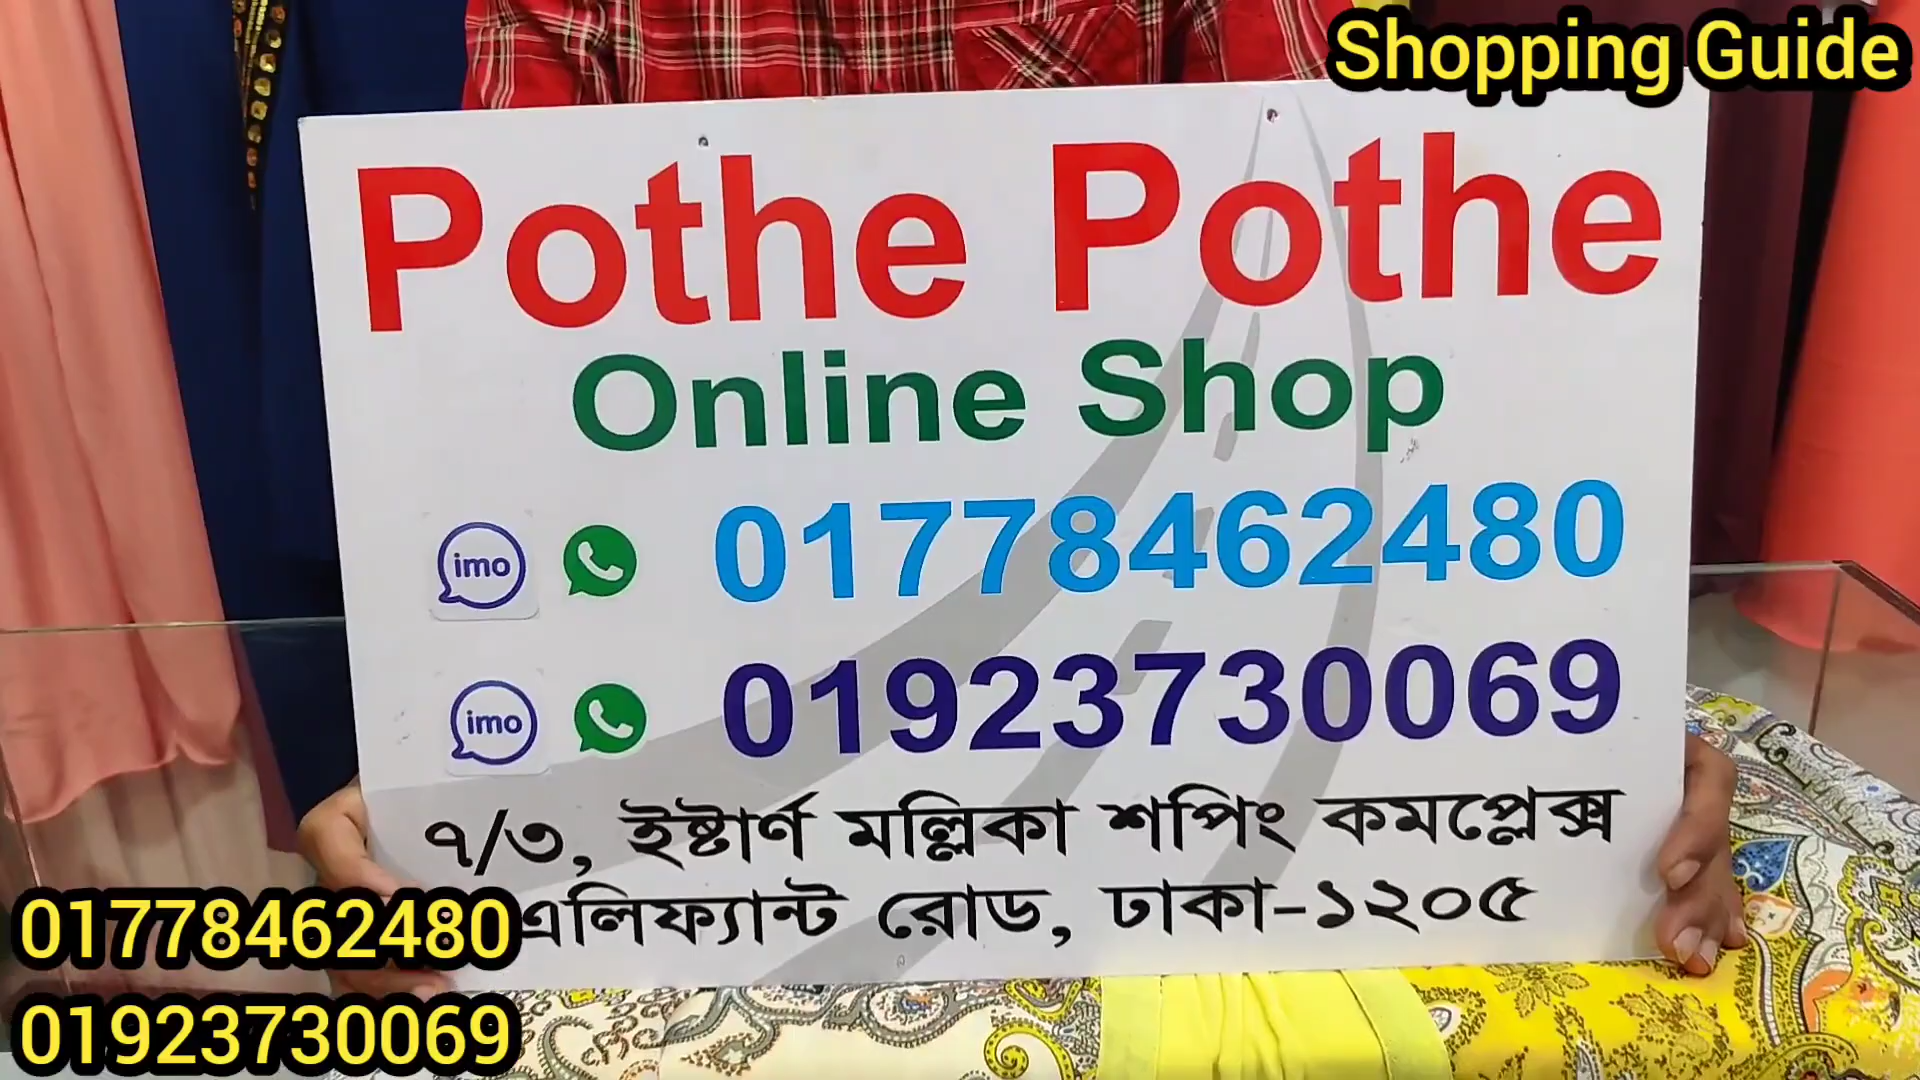 Shopping Guide
Pothe Pothe
Online Shop
imo 01778462480
imo 01923730069
৭/৩, ইষ্টার্ণ মল্লিকা শপিং কমপ্লেক্স
এলিফ্যান্ট রোড, ঢাকা-১২০৫
01778462480
01923730069